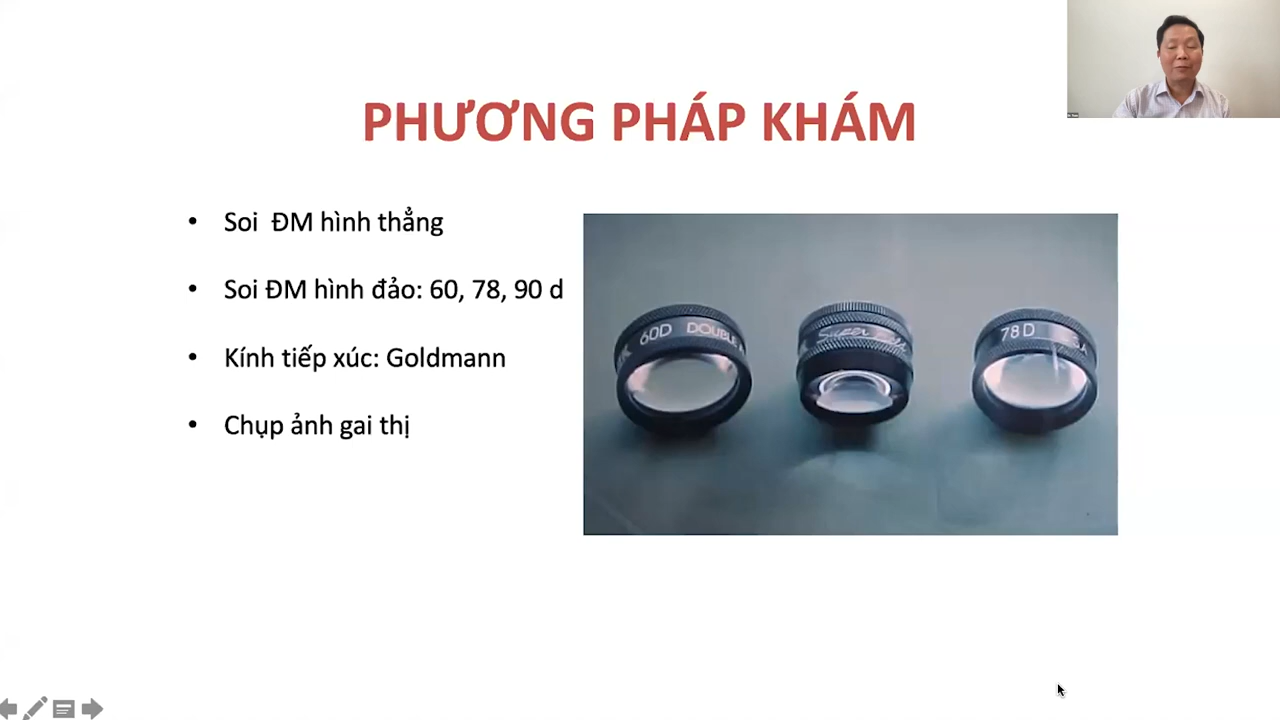 PHƯƠNG PHÁP KHÁM
• Soi ĐM hình thẳng
• Soi ĐM hình đảo: 60, 78, 90 d
• Kính tiếp xúc: Goldmann
• Chụp ảnh gai thị
60D DOUBLE
Super
78D